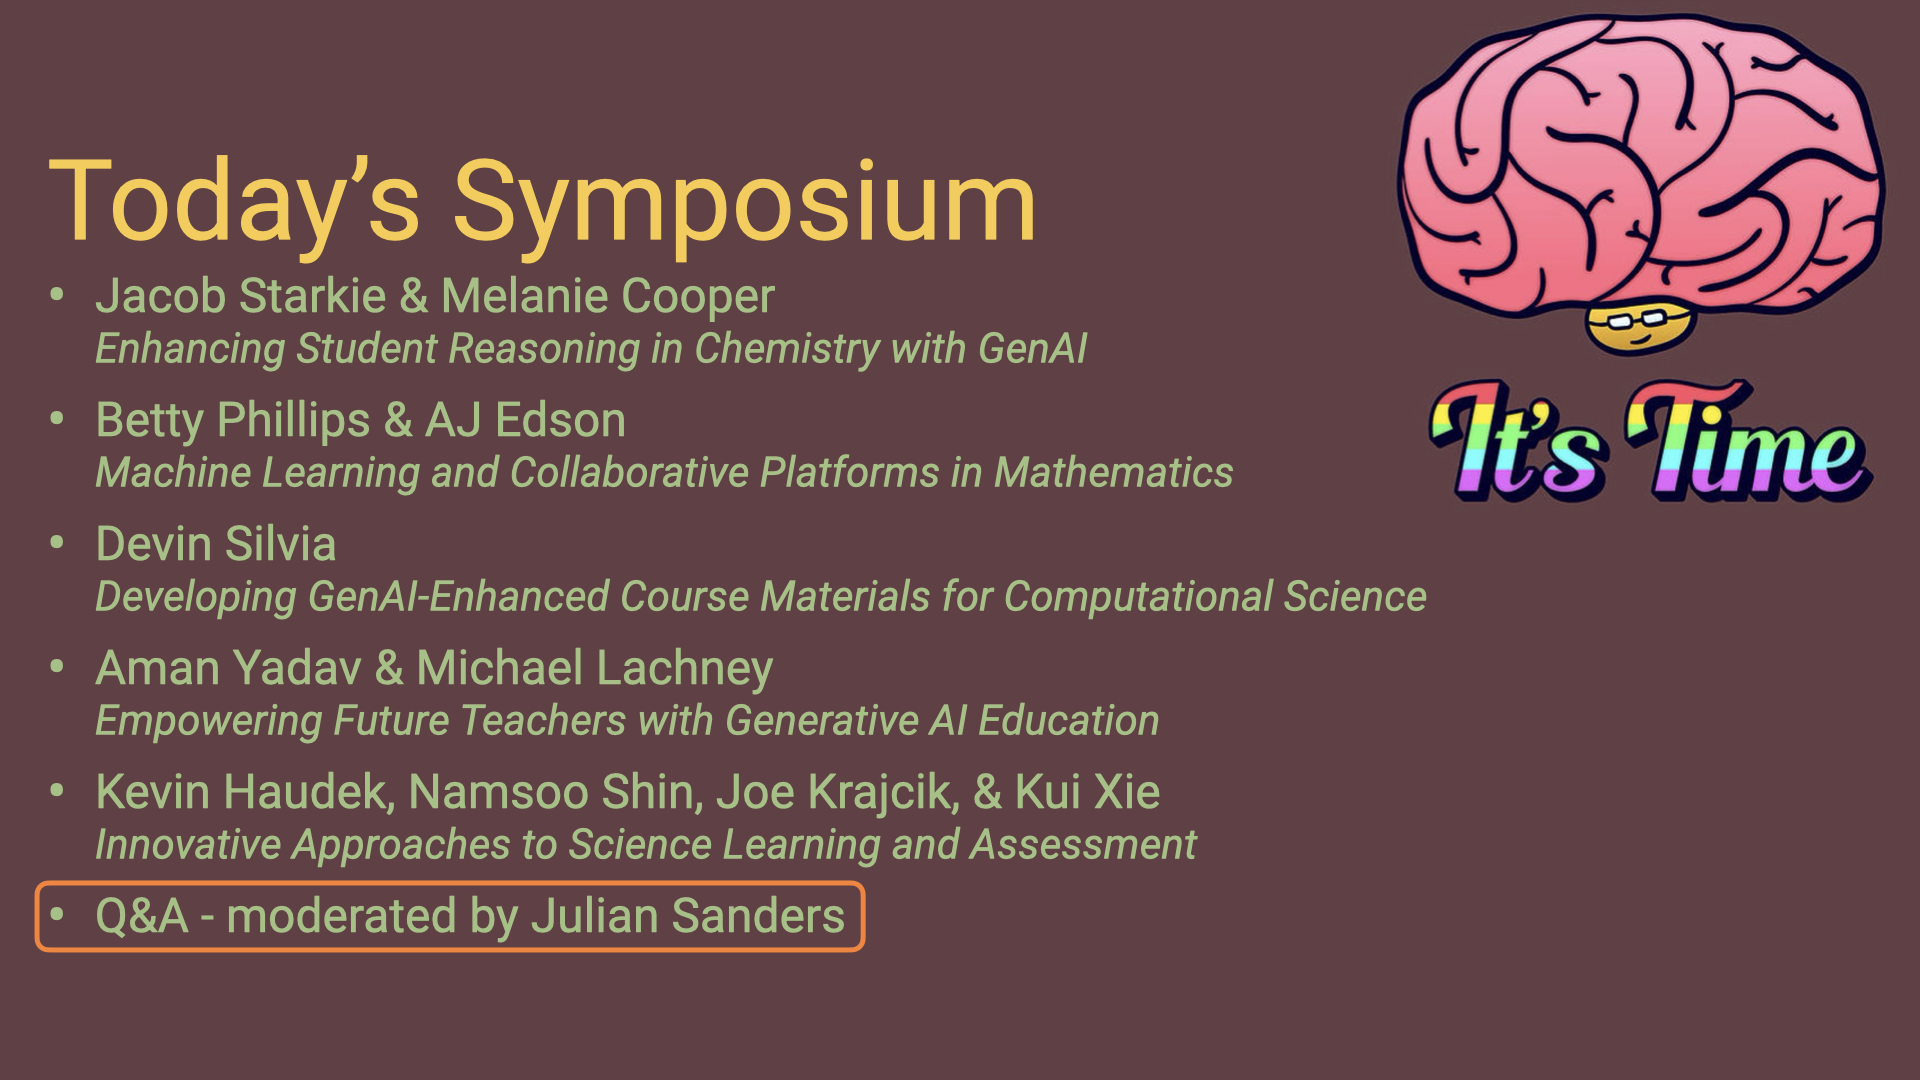 Today’s Symposium
• Jacob Starkie & Melanie Cooper
Enhancing Student Reasoning in Chemistry with GenAI
• Betty Phillips & AJ Edson
Machine Learning and Collaborative Platforms in Mathematics
• Devin Silvia
Developing GenAI-Enhanced Course Materials for Computational Science
• Aman Yadav & Michael Lachney
Empowering Future Teachers with Generative AI Education
• Kevin Haudek, Namsoo Shin, Joe Krajcik, & Kui Xie
Innovative Approaches to Science Learning and Assessment
• Q&A - moderated by Julian Sanders
It’s Time